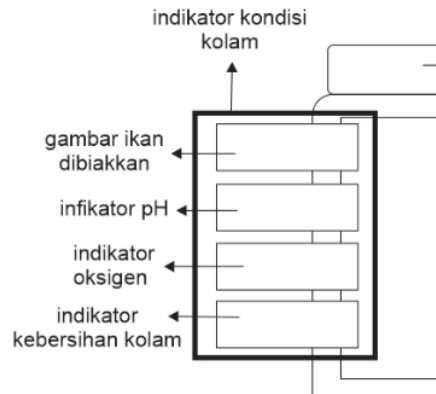 indikator kondisi
kolam
gambar ikan
dibiakkan
infikator pH
indikator
oksigen
indikator
kebersihan kolam